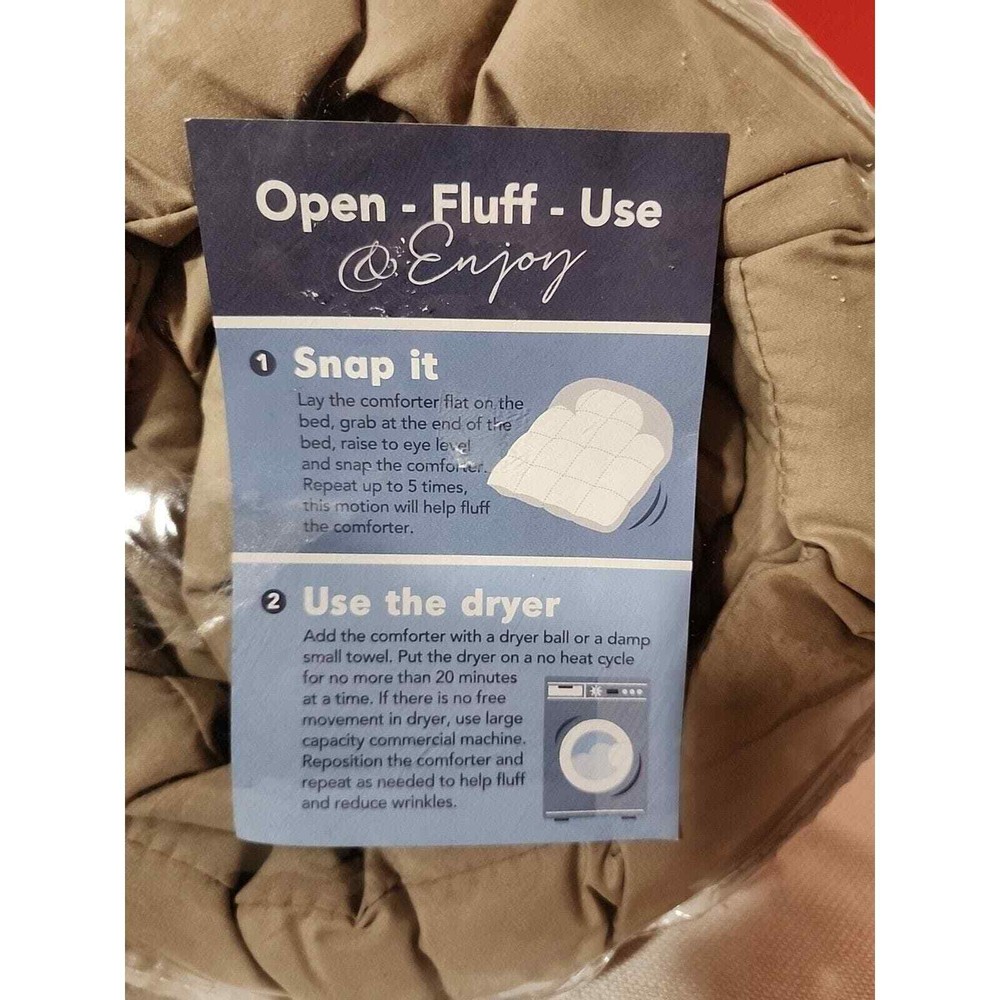 Open - Fluff - Use
& Enjoy
1 Snap it
Lay the comforter flat on the
bed, grab at the end of the
bed, raise to eye level
and snap the comforter.
Repeat up to 5 times,
this motion will help fluff
the comforter.
2 Use the dryer
Add the comforter with a dryer ball or a damp
small towel. Put the dryer on a no heat cycle
for no more than 20 minutes
at a time. If there is no free
movement in dryer, use large
capacity commercial machine.
Reposition the comforter and
repeat as needed to help fluff
and reduce wrinkles.